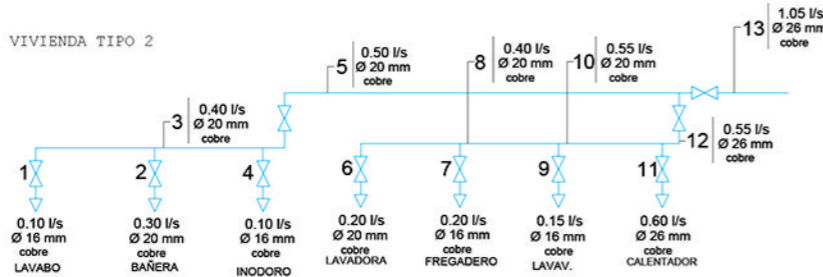 VIVIENDA TIPO 2
5
0.50 l/s
Ø 20 mm
cobre
8
0.40 l/s
Ø 20 mm
cobre
10
0.55 l/s
Ø 20 mm
cobre
13
1.05 l/s
Ø 26 mm
cobre
3
0.40 l/s
Ø 20 mm
cobre
12
0.55 l/s
Ø 26 mm
cobre
1
2
4
6
7
9
11
0.10 l/s
Ø 16 mm
cobre
LAVABO
0.30 l/s
Ø 20 mm
cobre
BAÑERA
0.10 l/s
Ø 16 mm
cobre
INODORO
0.20 l/s
Ø 20 mm
cobre
LAVADORA
0.20 l/s
Ø 16 mm
cobre
FREGADERO
0.15 l/s
Ø 16 mm
cobre
LAVAV.
0.60 l/s
Ø 26 mm
cobre
CALENTADOR